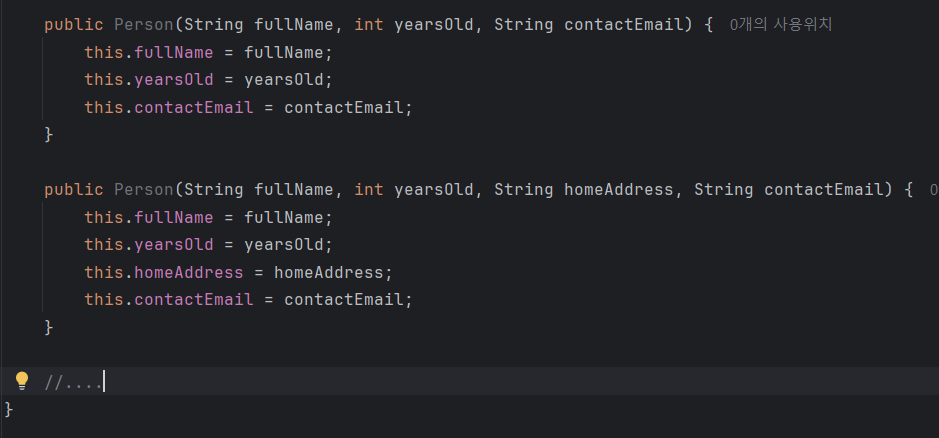 public Person(String fullName, int yearsOld, String contactEmail) { 0개의 사용위치
this.fullName = fullName;
this.yearsOld = yearsOld;
this.contactEmail = contactEmail;
}
public Person(String fullName, int yearsOld, String homeAddress, String contactEmail) { 0
this.fullName = fullName;
this.yearsOld = yearsOld;
this.homeAddress = homeAddress;
this.contactEmail = contactEmail;
}
//....
}